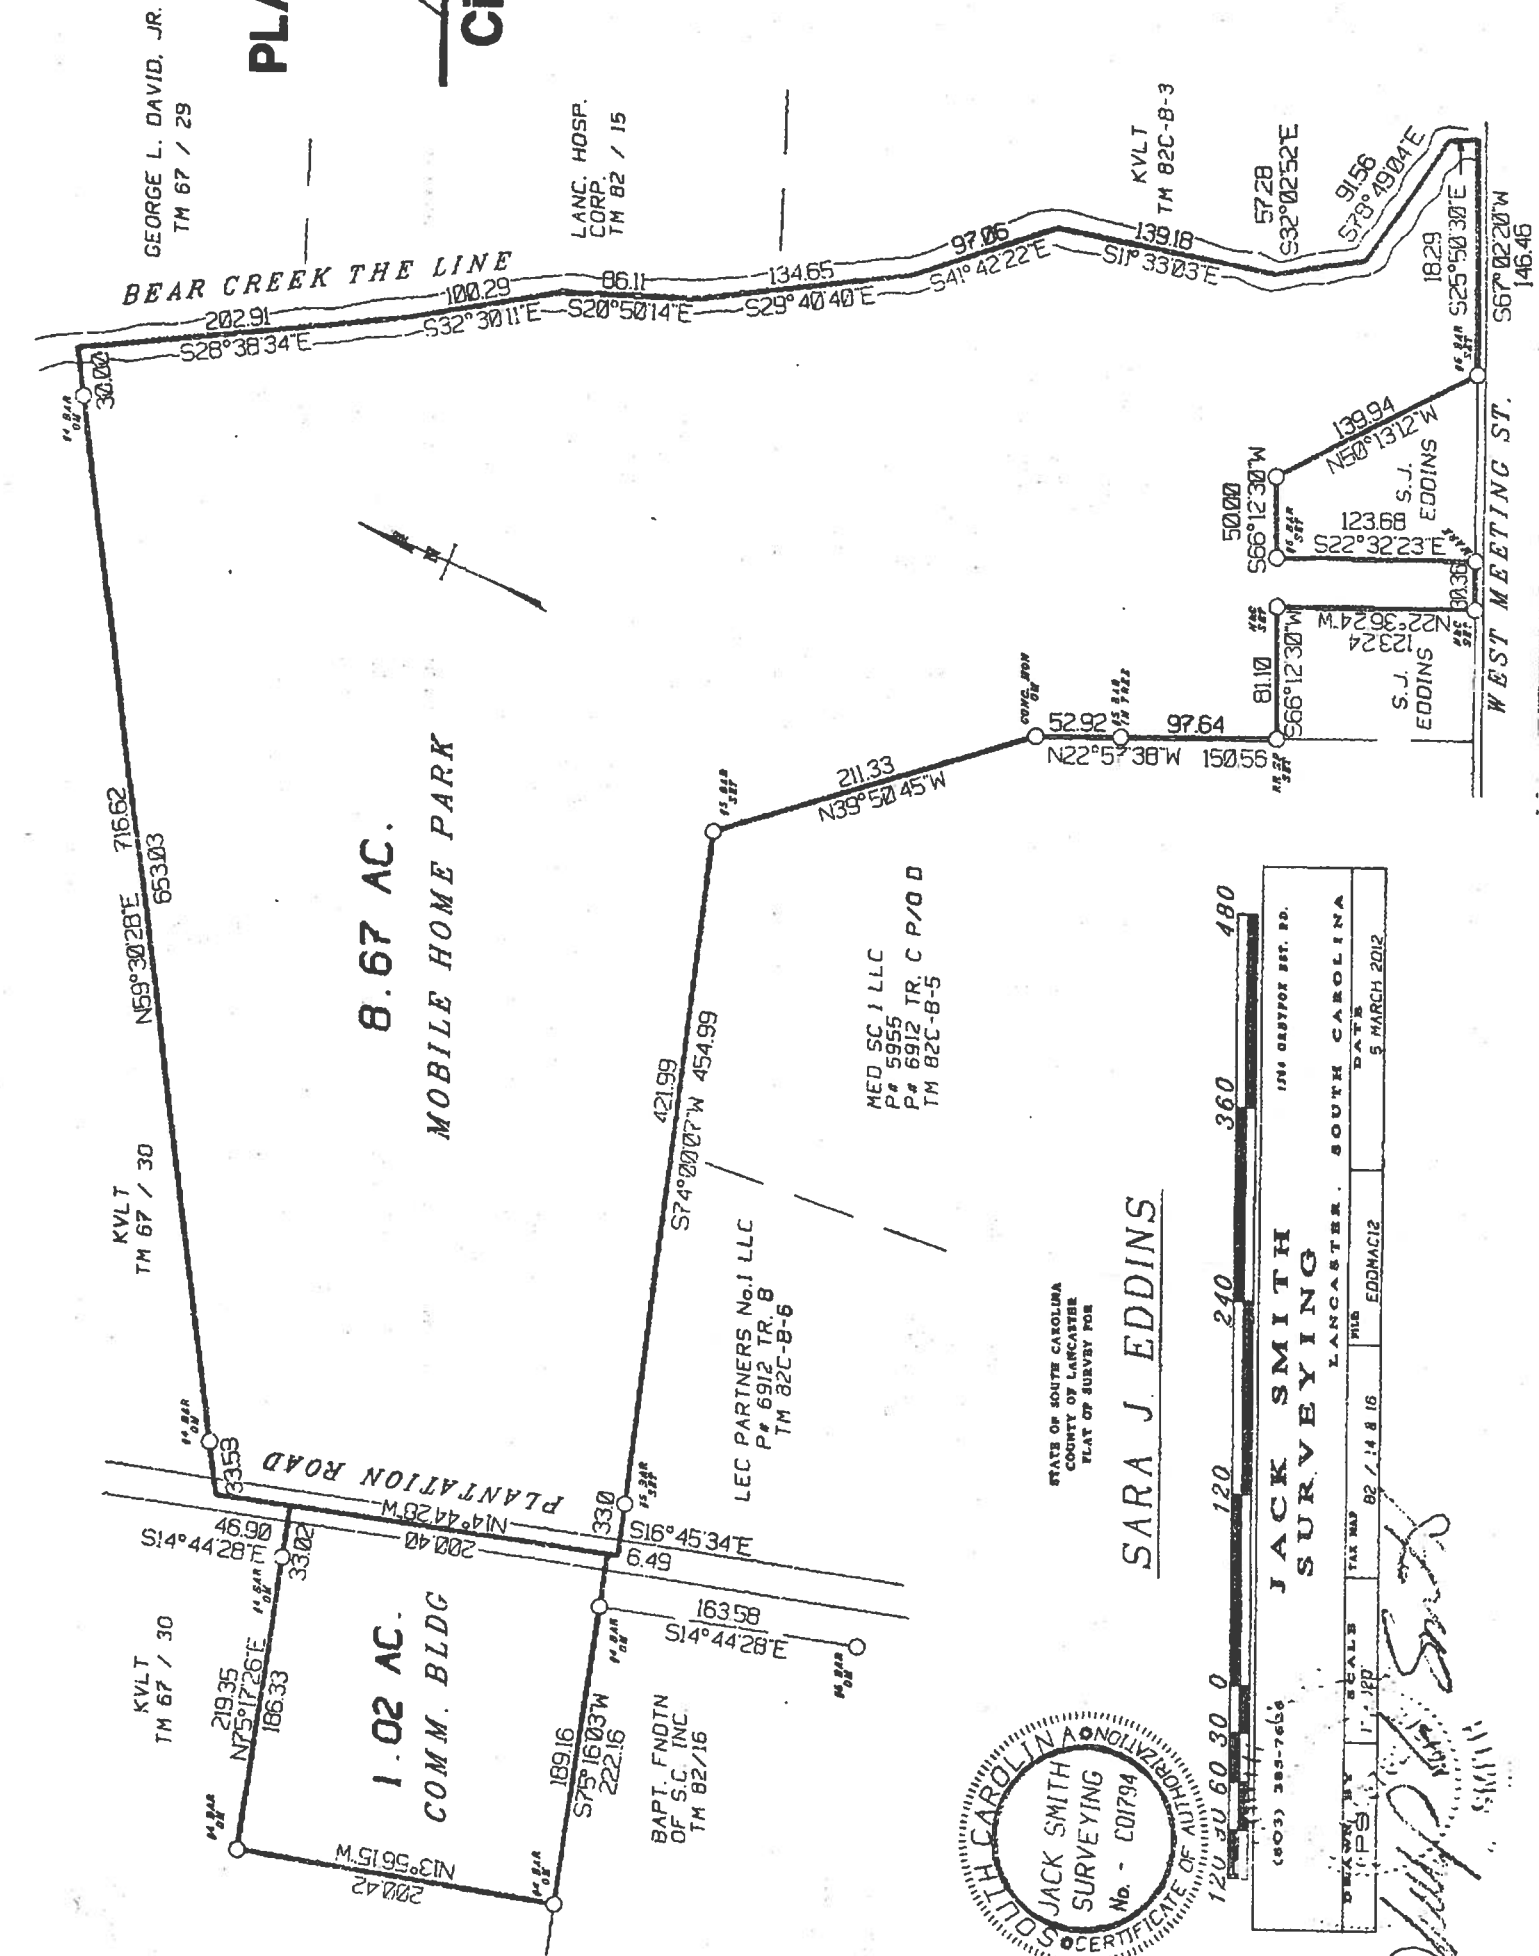 GEORGE L. DAVID, JR.
TM 67 / 29
PLA
Ci
LANC. HOSP.
CORP.
TM 82 / 15
KVLT
TM 82C-B-3
BEAR CREEK THE LINE
202.91
S28°38'34"E
100.29
S32°30'11"E
86.11
S20°50'14"E
134.65
S29°40'40"E
97.06
S41°42'22"E
139.18
S11°33'03"E
57.28
S32°02'52"E
91.56
S78°49'04"E
18.29
S25°50'30"E
S67°02'20"W
146.46
30.00
716.62
N59°30'28"E
653.03
KVLT
TM 67 / 30
33.59
8.67 AC.
MOBILE HOME PARK
139.94
N50°13'12"W
50.00
S66°12'30"W
123.68
S22°32'23"E
S.J.
EDDINS
30.36
N22°36'24"W
123.24
S.J.
EDDINS
81.10
S66°12'30"W
WEST MEETING ST.
CONC. MON
OM
52.92
97.64
N22°57'38"W 150.56
211.33
N39°50'45"W
421.99
S74°00'07"W 454.99
MED SC 1 LLC
P# 5955
P# 6912 TR. C P/O D
TM 82C-B-5
LEC PARTNERS No.1 LLC
P# 6912 TR. B
TM 82C-B-6
PLANTATION ROAD
N14°44'28"W
200.40
46.90
S14°44'28"E
33.02
33.0
S16°45'34"E
6.49
163.58
S14°44'28"E
KVLT
TM 67 / 30
219.35
N75°17'26"E
186.33
1.02 AC.
COMM. BLDG
N13°56'15"W
200.42
189.16
S75°16'03"W
222.16
BAPT. FNDTN
OF S.C. INC.
TM 82/16
STATE OF SOUTH CAROLINA
COUNTY OF LANCASTER
PLAT OF SURVEY FOR
SARA J. EDDINS
120 90 60 30 0 120 240 360 480
JACK SMITH
SURVEYING
LANCASTER, SOUTH CAROLINA
SCALE
TAX MAP
82 / 14 & 16
FILE
EDDMAC12
DATE
5 MARCH 2012
SOUTH CAROLINA
JACK SMITH
SURVEYING
No. - C01794
CERTIFICATE OF AUTHORIZATION